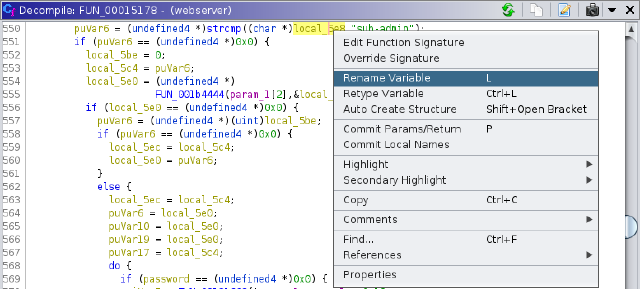 Decompile: FUN_00015178 - (webserver)
550 puVar6 = (undefined4 *)strcmp((char *)local_5e8,"sub-admin");
551 if (puVar6 == (undefined4 *)0x0) {
552 local_5be = 0;
553 local_5c4 = puVar6;
554 local_5e0 = (undefined4 *)
555 FUN_001b4444(param_1[2],&local_
556 if (local_5e0 == (undefined4 *)0x0) {
557 puVar6 = (undefined4 *)(uint)local_5be;
558 if (puVar6 == (undefined4 *)0x0) {
559 local_5ec = local_5c4;
560 local_5e0 = puVar6;
561 }
562 else {
563 local_5ec = local_5c4;
564 puVar6 = local_5e0;
565 puVar10 = local_5e0;
566 puVar19 = local_5e0;
567 puVar17 = local_5c4;
568 do {
569 if (password == (undefined4 *)0x0) {
Edit Function Signature
Override Signature
Rename Variable L
Retype Variable Ctrl+L
Auto Create Structure Shift+Open Bracket
Commit Params/Return P
Commit Local Names
Highlight
Secondary Highlight
Copy Ctrl+C
Comments
Find... Ctrl+F
References
Properties